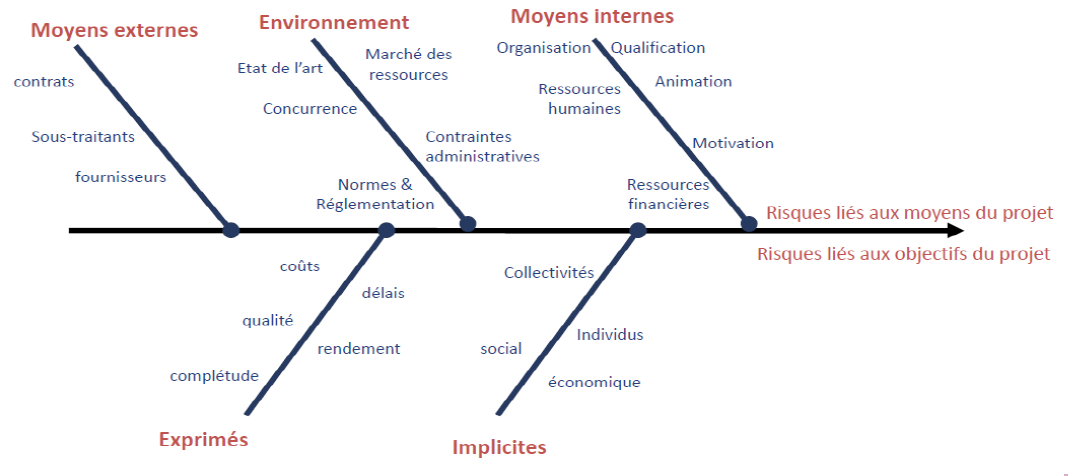 Moyens externes
contrats
Sous-traitants
fournisseurs
Environnement
Etat de l’art
Marché des
ressources
Concurrence
Contraintes
administratives
Normes &
Réglementation
Moyens internes
Organisation
Qualification
Ressources
humaines
Animation
Motivation
Ressources
financières
Risques liés aux moyens du projet
Risques liés aux objectifs du projet
coûts
délais
qualité
rendement
complétude
Exprimés
Collectivités
Individus
social
économique
Implicites